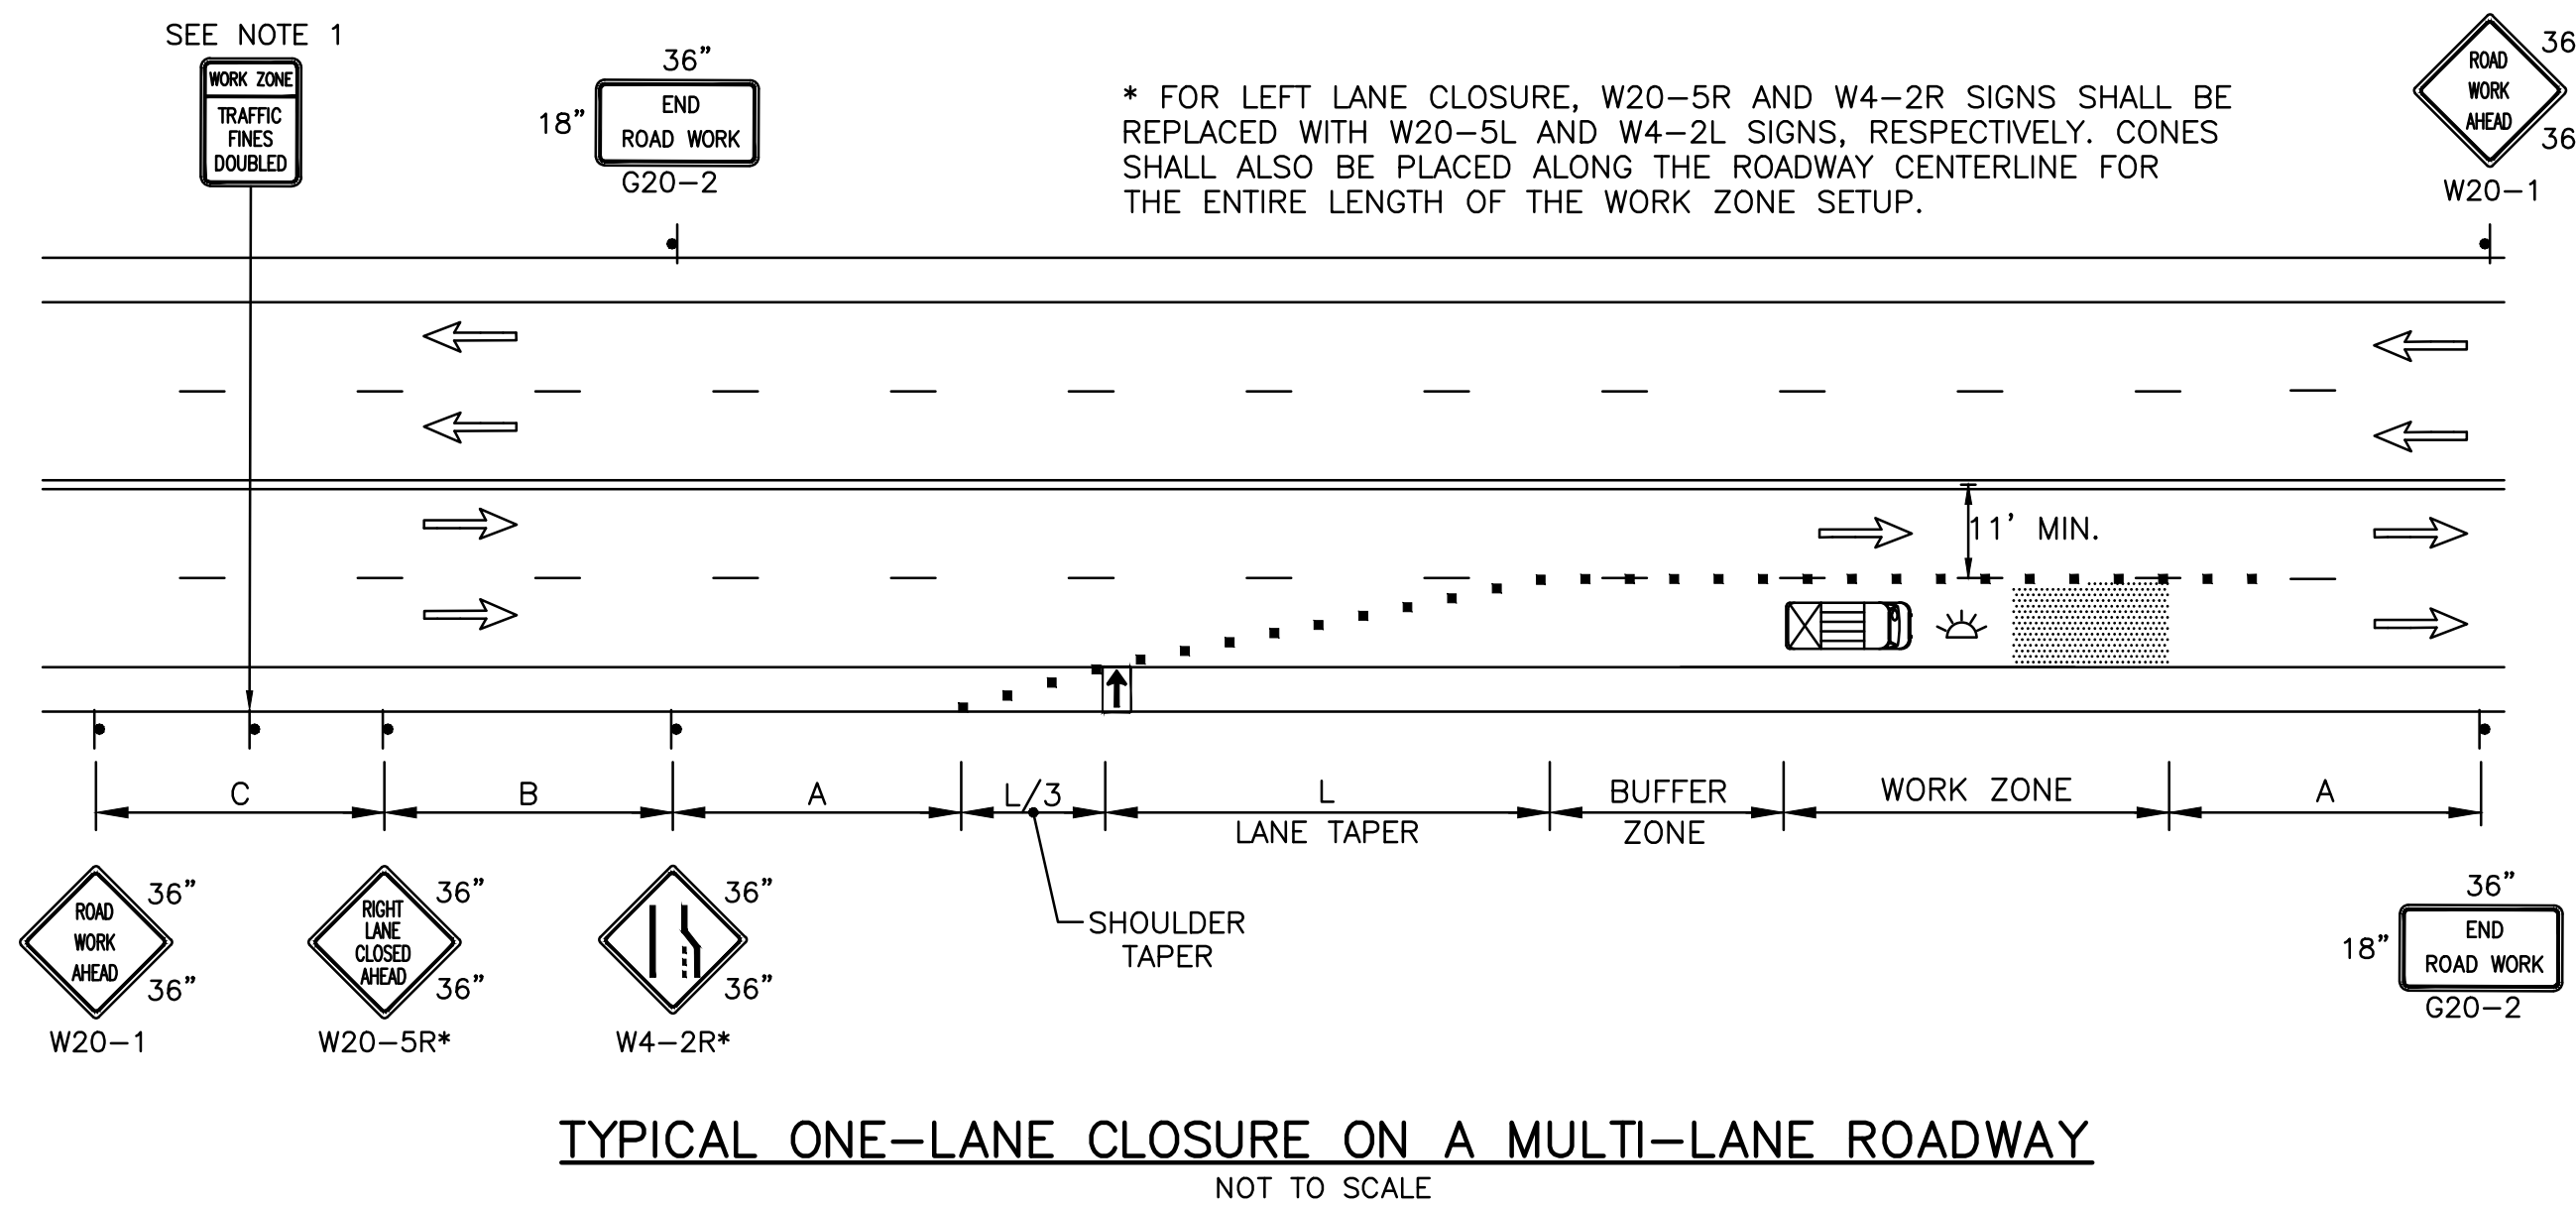 SEE NOTE 1
WORK ZONE
TRAFFIC
FINES
DOUBLED
36”
18”
END
ROAD WORK
G20-2
* FOR LEFT LANE CLOSURE, W20-5R AND W4-2R SIGNS SHALL BE
REPLACED WITH W20-5L AND W4-2L SIGNS, RESPECTIVELY. CONES
SHALL ALSO BE PLACED ALONG THE ROADWAY CENTERLINE FOR
THE ENTIRE LENGTH OF THE WORK ZONE SETUP.
ROAD
WORK
AHEAD
36
36
W20-1
11’ MIN.
C
B
A
L/3
L
LANE TAPER
BUFFER
ZONE
WORK ZONE
A
SHOULDER
TAPER
ROAD
WORK
AHEAD
36”
36”
W20-1
RIGHT
LANE
CLOSED
AHEAD
36”
36”
W20-5R*
36”
36”
W4-2R*
36”
18”
END
ROAD WORK
G20-2
TYPICAL ONE-LANE CLOSURE ON A MULTI-LANE ROADWAY
NOT TO SCALE